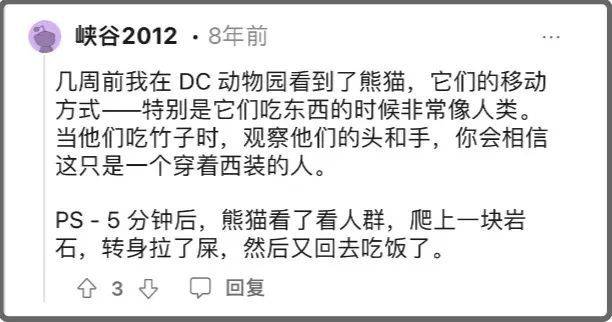 峡谷2012 · 8年前
几周前我在 DC 动物园看到了熊猫，它们的移动
方式——特别是它们吃东西的时候非常像人类。
当他们吃竹子时，观察他们的头和手，你会相信
这只是一个穿着西装的人。
PS - 5 分钟后，熊猫看了看人群，爬上一块岩
石，转身拉了屎，然后又回去吃饭了。
3 回复